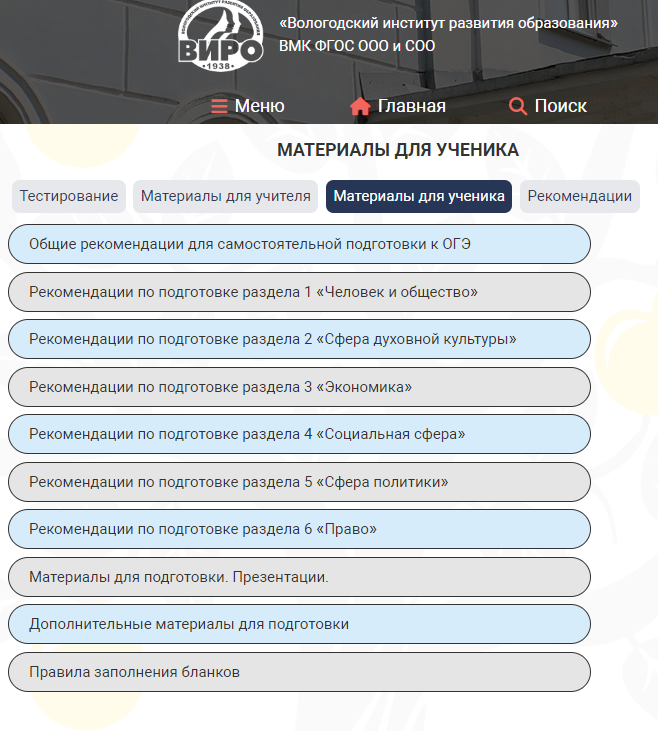 «Вологодский институт развития образования»
ВМК ФГОС ООО и СОО
ВИРО
·1938·
Меню
Главная
Поиск
МАТЕРИАЛЫ ДЛЯ УЧЕНИКА
Тестирование
Материалы для учителя
Материалы для ученика
Рекомендации
Общие рекомендации для самостоятельной подготовки к ОГЭ
Рекомендации по подготовке раздела 1 «Человек и общество»
Рекомендации по подготовке раздела 2 «Сфера духовной культуры»
Рекомендации по подготовке раздела 3 «Экономика»
Рекомендации по подготовке раздела 4 «Социальная сфера»
Рекомендации по подготовке раздела 5 «Сфера политики»
Рекомендации по подготовке раздела 6 «Право»
Материалы для подготовки. Презентации.
Дополнительные материалы для подготовки
Правила заполнения бланков